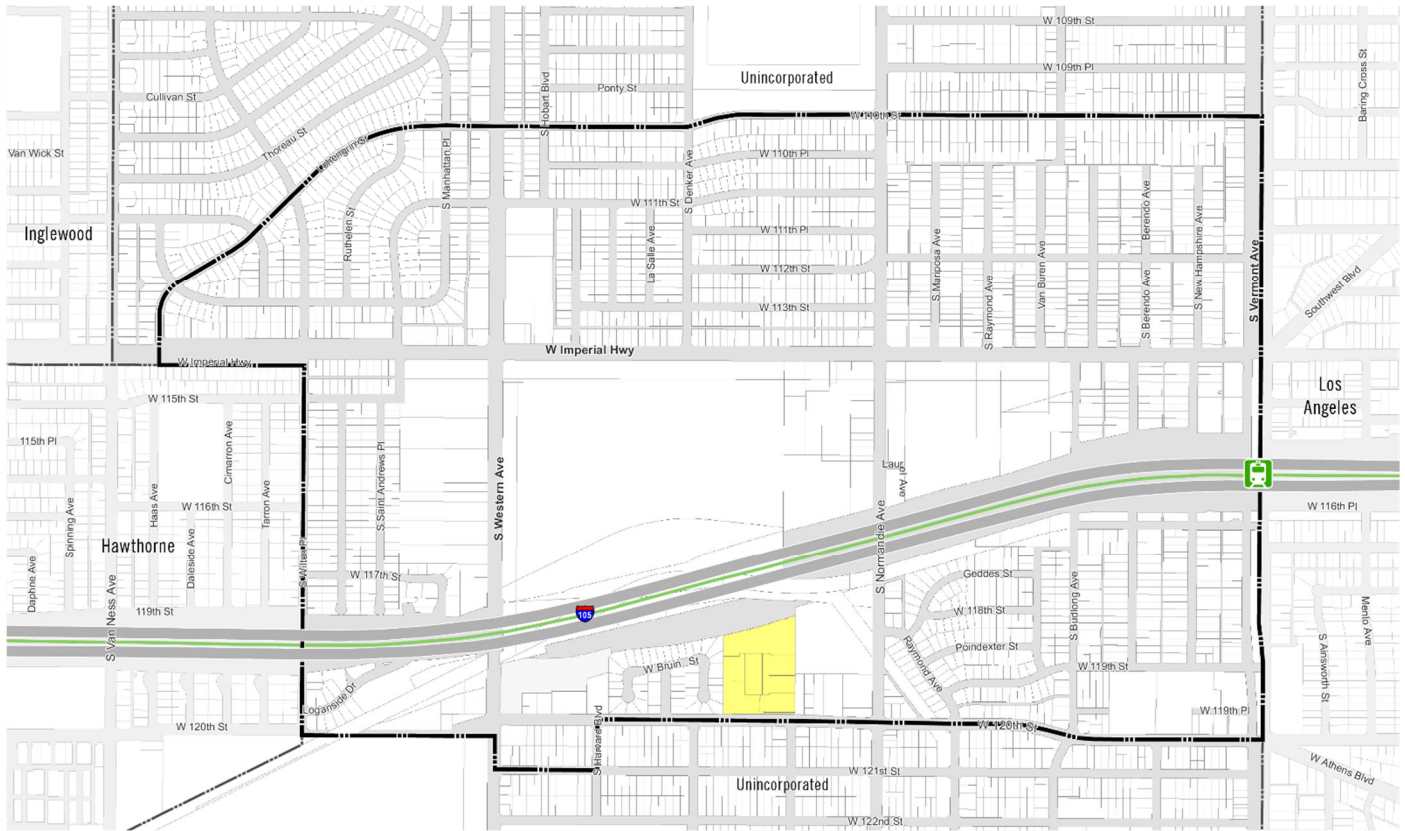 W 109th St
W 109th Pl
Baring Cross St
Unincorporated
S Hobart Blvd
Ponty St
Cullivan St
W 110th St
Thoreau St
Van Wick St
S Manhattan Pl
W 110th Pl
S Denker Ave
W 111th St
Ruthelen St
Inglewood
La Salle Ave
W 111th Pl
W 112th St
W 113th St
S Mariposa Ave
S Raymond Ave
Van Buren Ave
Berendo Ave
S Berendo Ave
S New Hampshire Ave
S Vermont Ave
Southwest Blvd
W Imperial Hwy
W Imperial Hwy
Los
Angeles
W 115th St
115th Pl
Cimarron Ave
S Saint Andrews Pl
S Western Ave
Laurel Ave
Spinning Ave
Haas Ave
Tarron Ave
W 116th St
W 116th Pl
Hawthorne
Daleside Ave
S Normandie Ave
Daphne Ave
S Van Ness Ave
S Wilton Pl
W 117th St
Geddes St
S Budlong Ave
119th St
105
W 118th St
Mento Ave
S Ainsworth St
Poindexter St
Raymond Ave
W Bruin St
W 119th St
Loganside Dr
W 119th Pl
W 120th St
S Harvard Blvd
W 120th St
W 121st St
Unincorporated
W Athens Blvd
W 122nd St